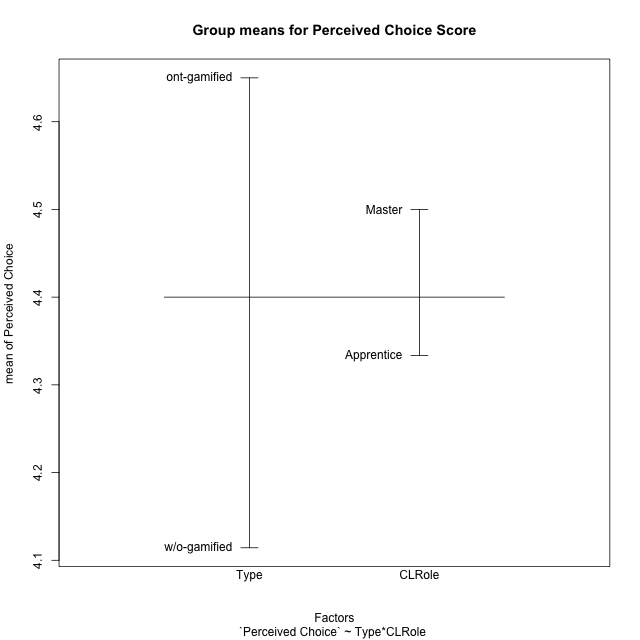 Group means for Perceived Choice Score
mean of Perceived Choice
4.6
4.5
4.4
4.3
4.2
4.1
ont-gamified
w/o-gamified
Master
Apprentice
Type
CLRole
Factors
`Perceived Choice` ~ Type*CLRole